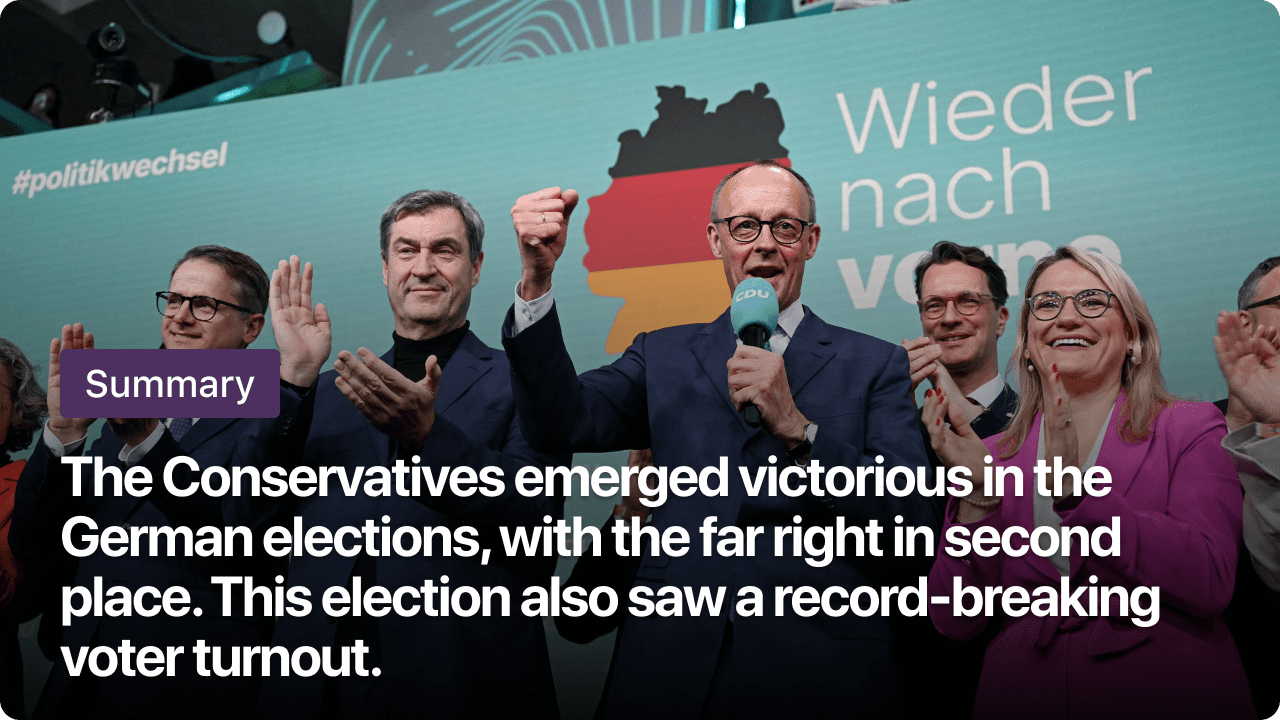 #politikwechsel
Wieder
nach
vorne
CDU
Summary
The Conservatives emerged victorious in the
German elections, with the far right in second
place. This election also saw a record-breaking
voter turnout.